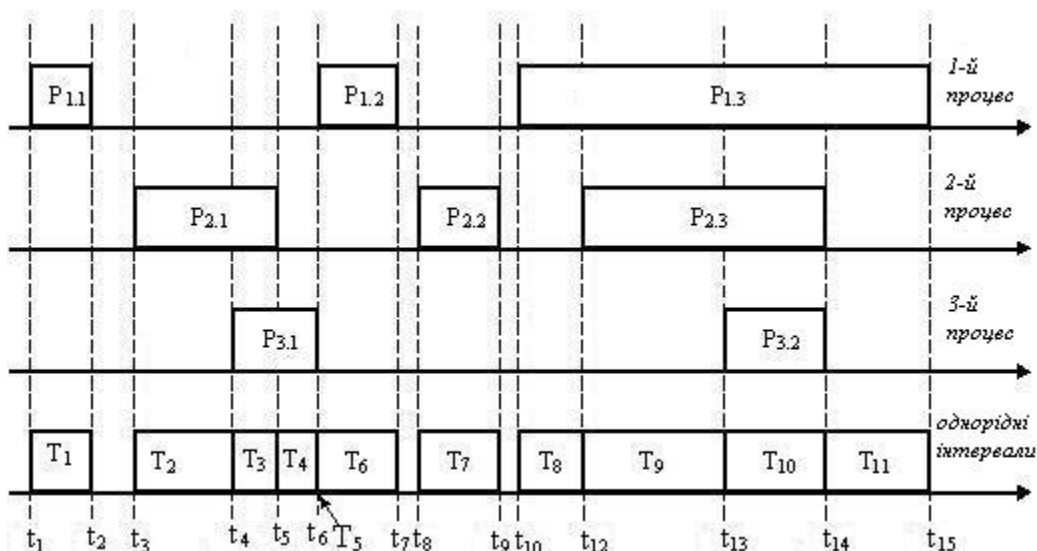 P1.1 P1.2 P1.3 1-й
процес
P2.1 P2.2 P2.3 2-й
процес
P3.1 P3.2 3-й
процес
T1 T2 T3 T4 T6 T7 T8 T9 T10 T11 однорідні
інтереали
t1 t2 t3 t4 t5 t6 T5 t7 t8 t9 t10 t12 t13 t14 t15